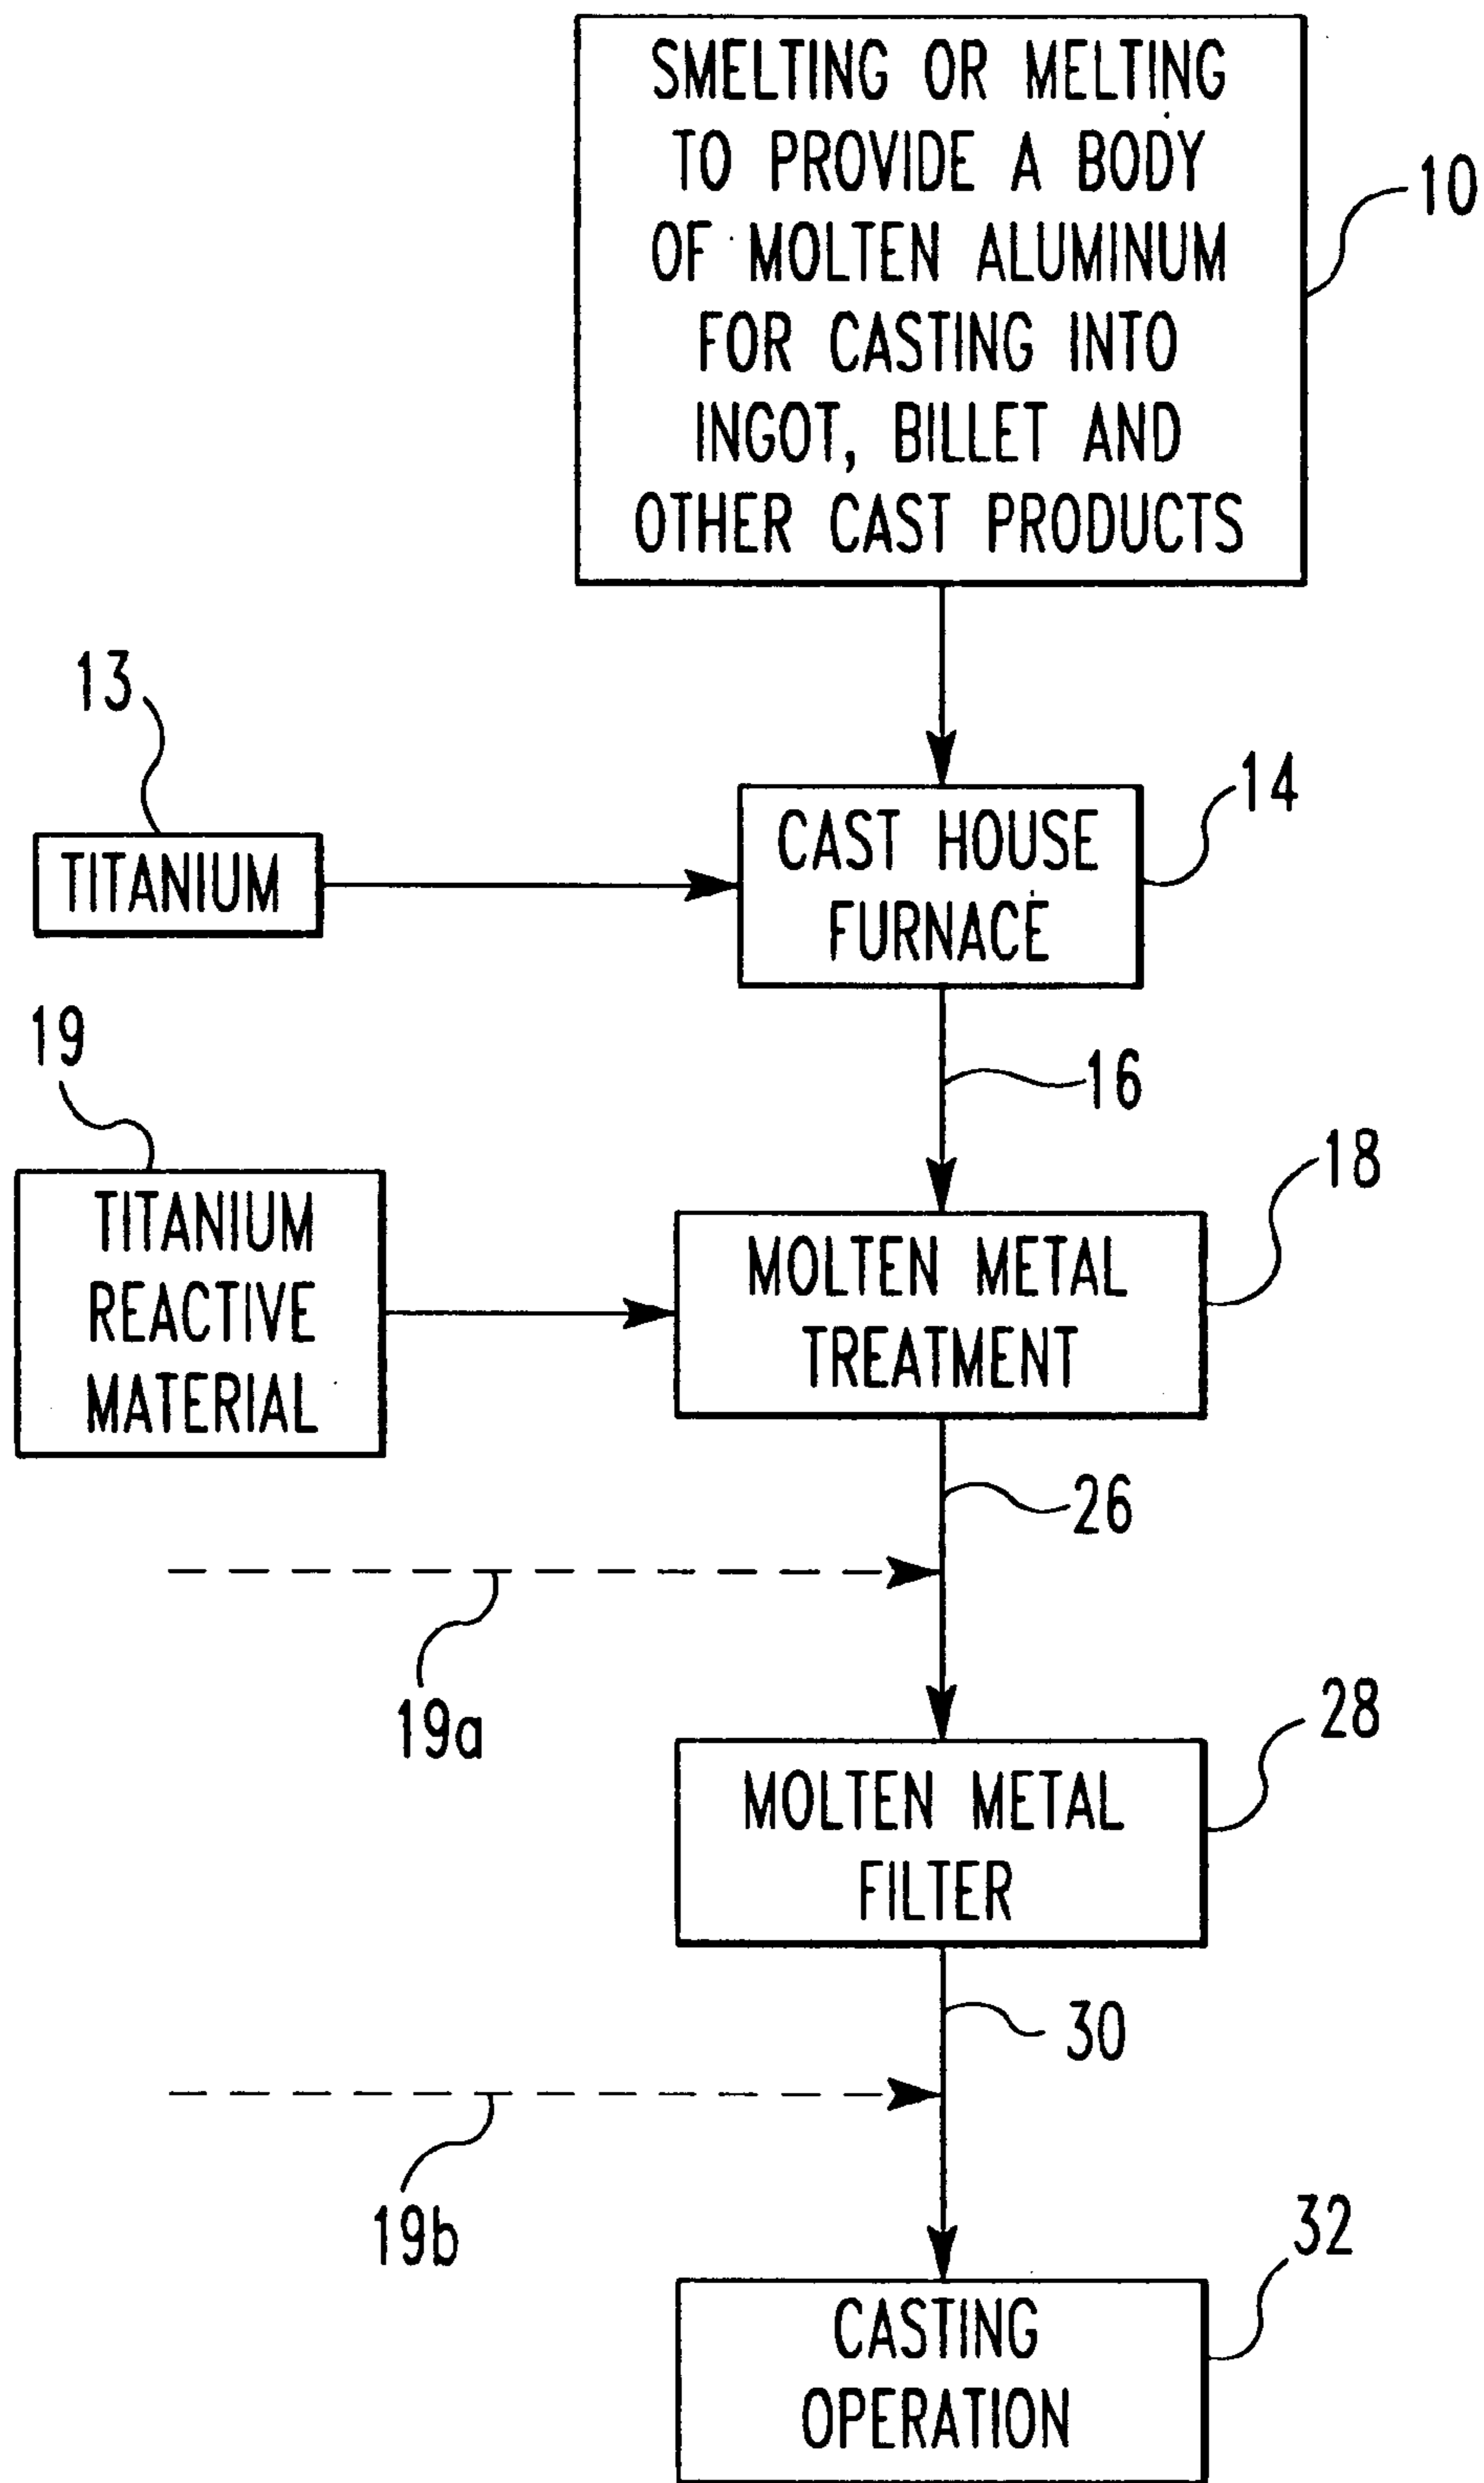 SMELTING OR MELTING
TO PROVIDE A BODY
OF MOLTEN ALUMINUM
FOR CASTING INTO
INGOT, BILLET AND
OTHER CAST PRODUCTS
10
13
TITANIUM
CAST HOUSE
FURNACE
14
16
19
TITANIUM
REACTIVE
MATERIAL
MOLTEN METAL
TREATMENT
18
26
19a
MOLTEN METAL
FILTER
28
30
19b
CASTING
OPERATION
32